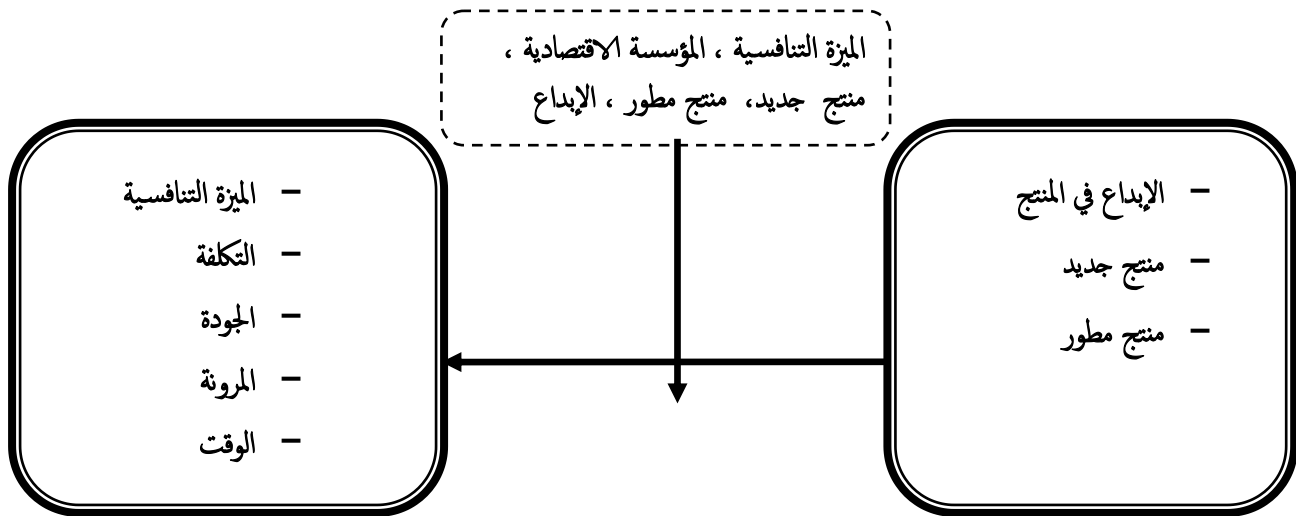 الميزة التنافسية ، المؤسسة الاقتصادية ،
منتج جديد، منتج مطور ، الإبداع
– الإبداع في المنتج
– منتج جديد
– منتج مطور
– الميزة التنافسية
– التكلفة
– الجودة
– المرونة
– الوقت